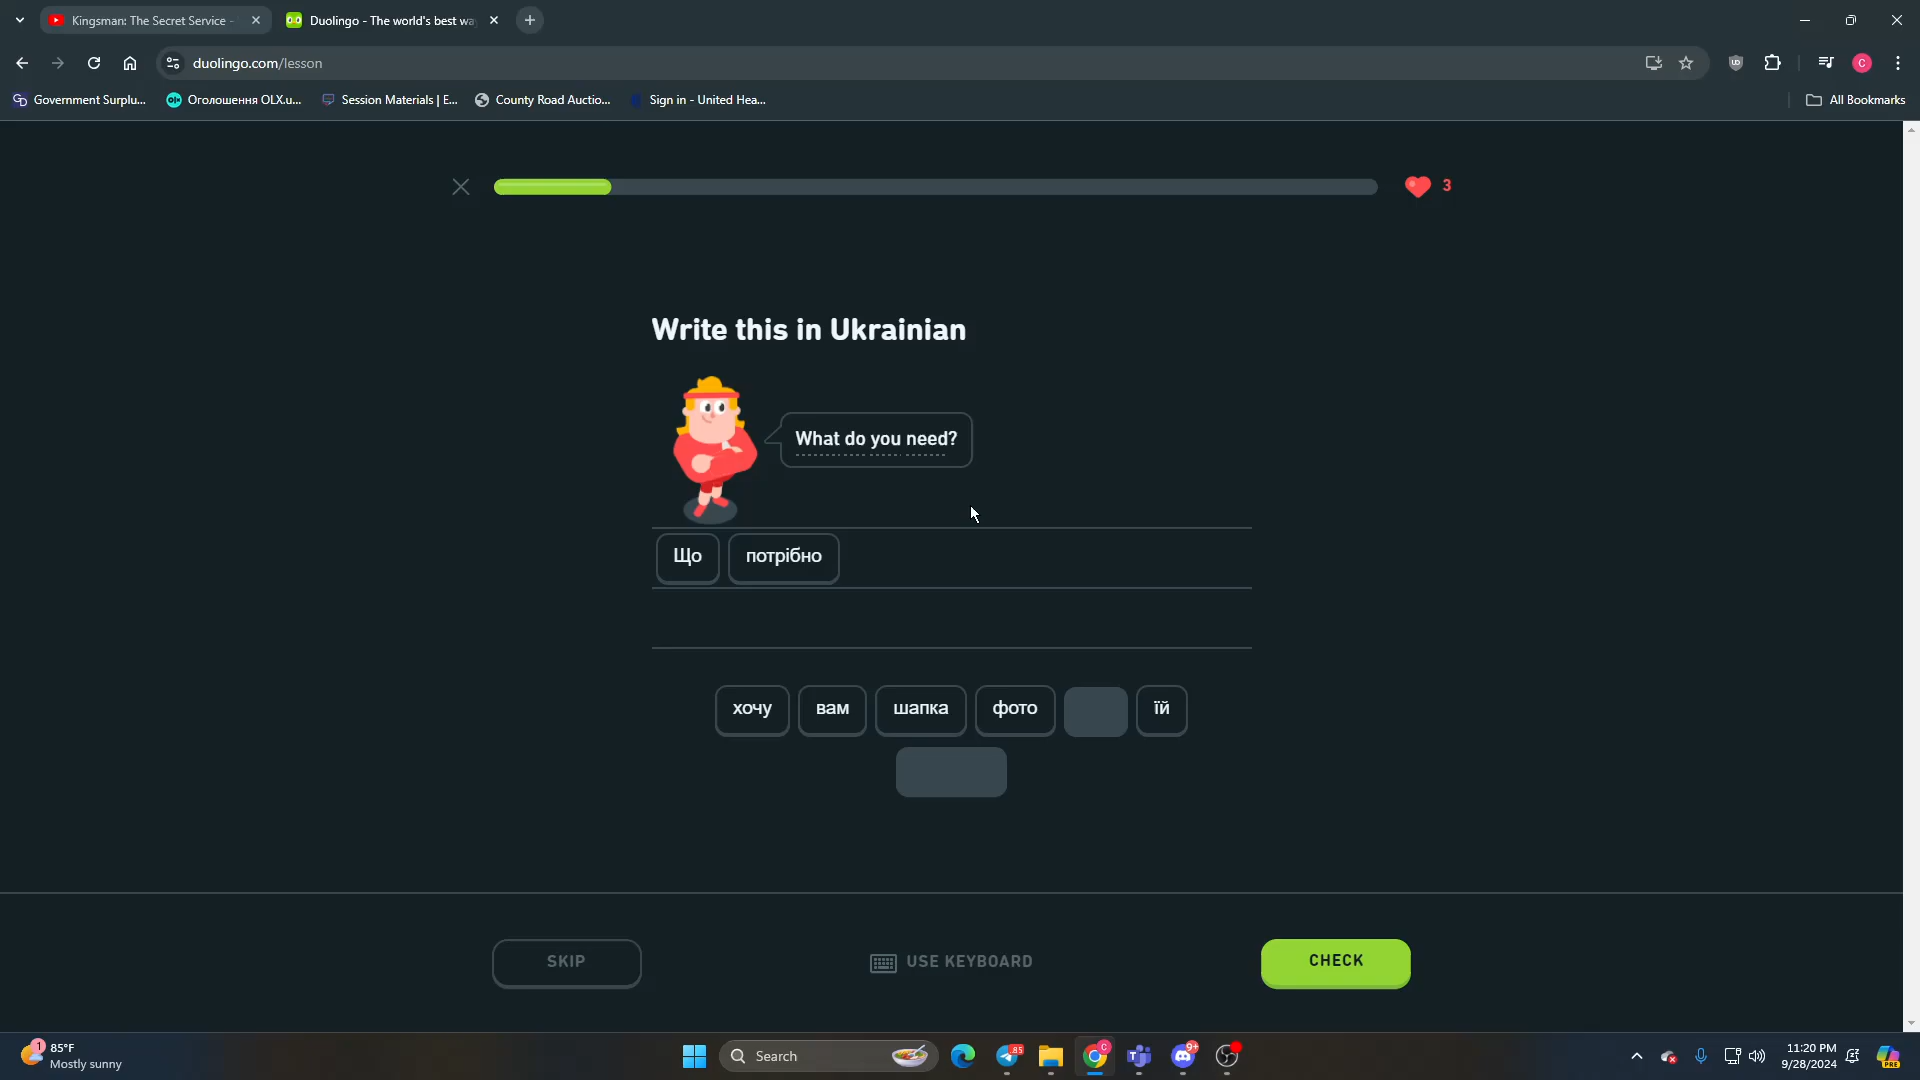 Kingsman: The Secret Service -
Duolingo - The world's best wa
duolingo.com/lesson
Government Surplu...
Оголошення OLX.u...
Session Materials | E...
County Road Auctio...
Sign in - United Hea...
All Bookmarks
3
Write this in Ukrainian
What do you need?
Що потрібно
хочу вам шапка фото їй
SKIP
USE KEYBOARD
CHECK
85°F
Mostly sunny
Search
11:20 PM
9/28/2024